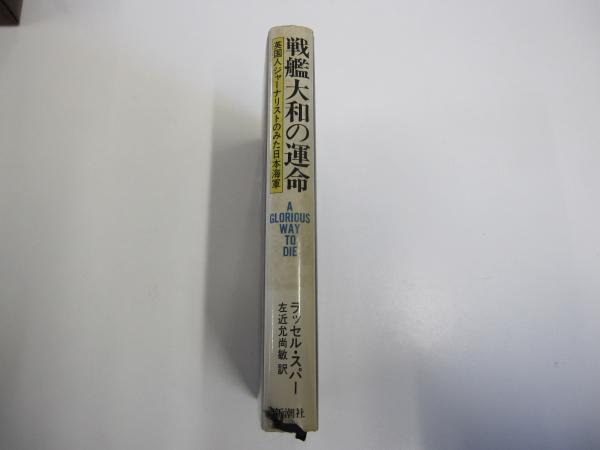 戦艦大和の運命
英国人ジャーナリストのみた日本海軍
A
GLORIOUS
WAY
TO
DIE
ラッセル・スパー
左近允尚敏訳
新潮社